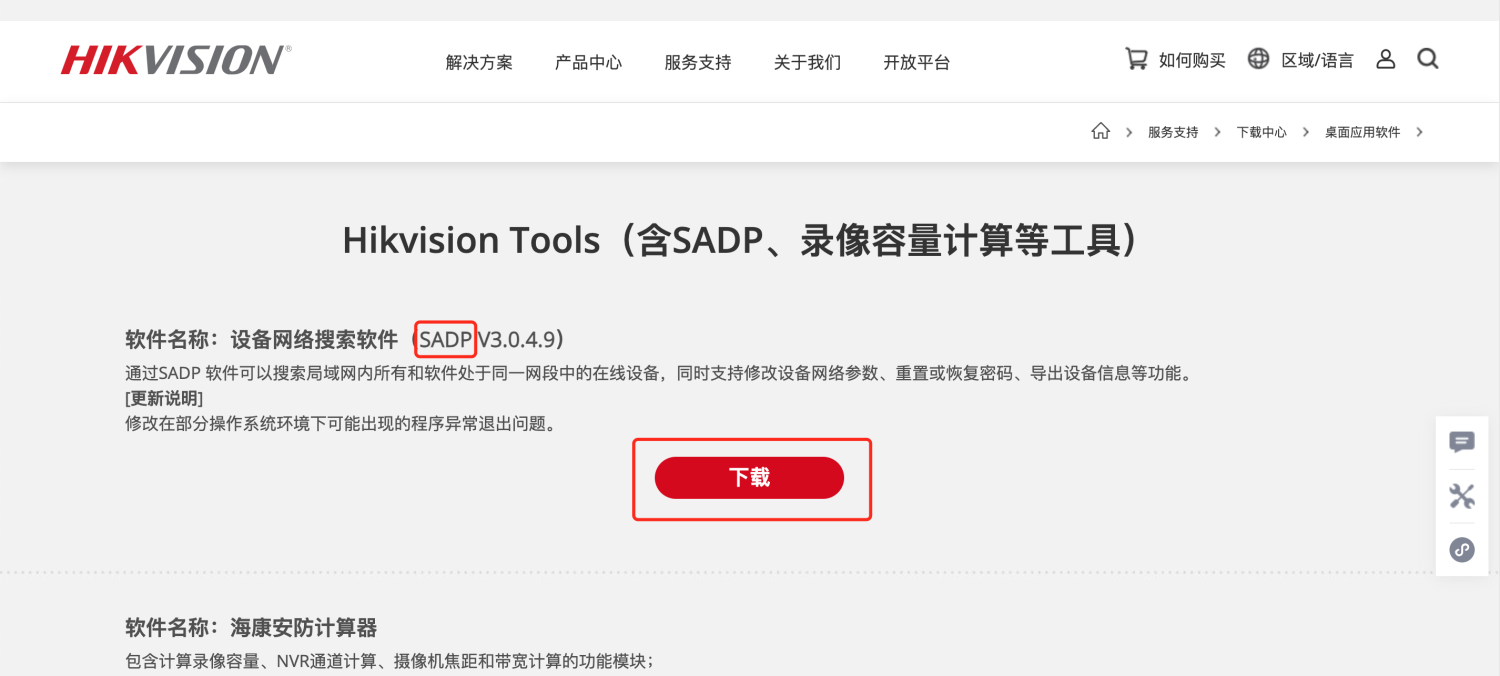 HIKVISION®
解决方案 产品中心 服务支持 关于我们 开放平台 如何购买 区域/语言
服务支持 下载中心 桌面应用软件
Hikvision Tools（含SADP、录像容量计算等工具）
软件名称：设备网络搜索软件（SADP V3.0.4.9）
通过SADP 软件可以搜索局域网内所有和软件处于同一网段中的在线设备，同时支持修改设备网络参数、重置或恢复密码、导出设备信息等功能。
[更新说明]
修改在部分操作系统环境下可能出现的程序异常退出问题。
下载
软件名称：海康安防计算器
包含计算录像容量、NVR通道计算、摄像机焦距和带宽计算的功能模块；